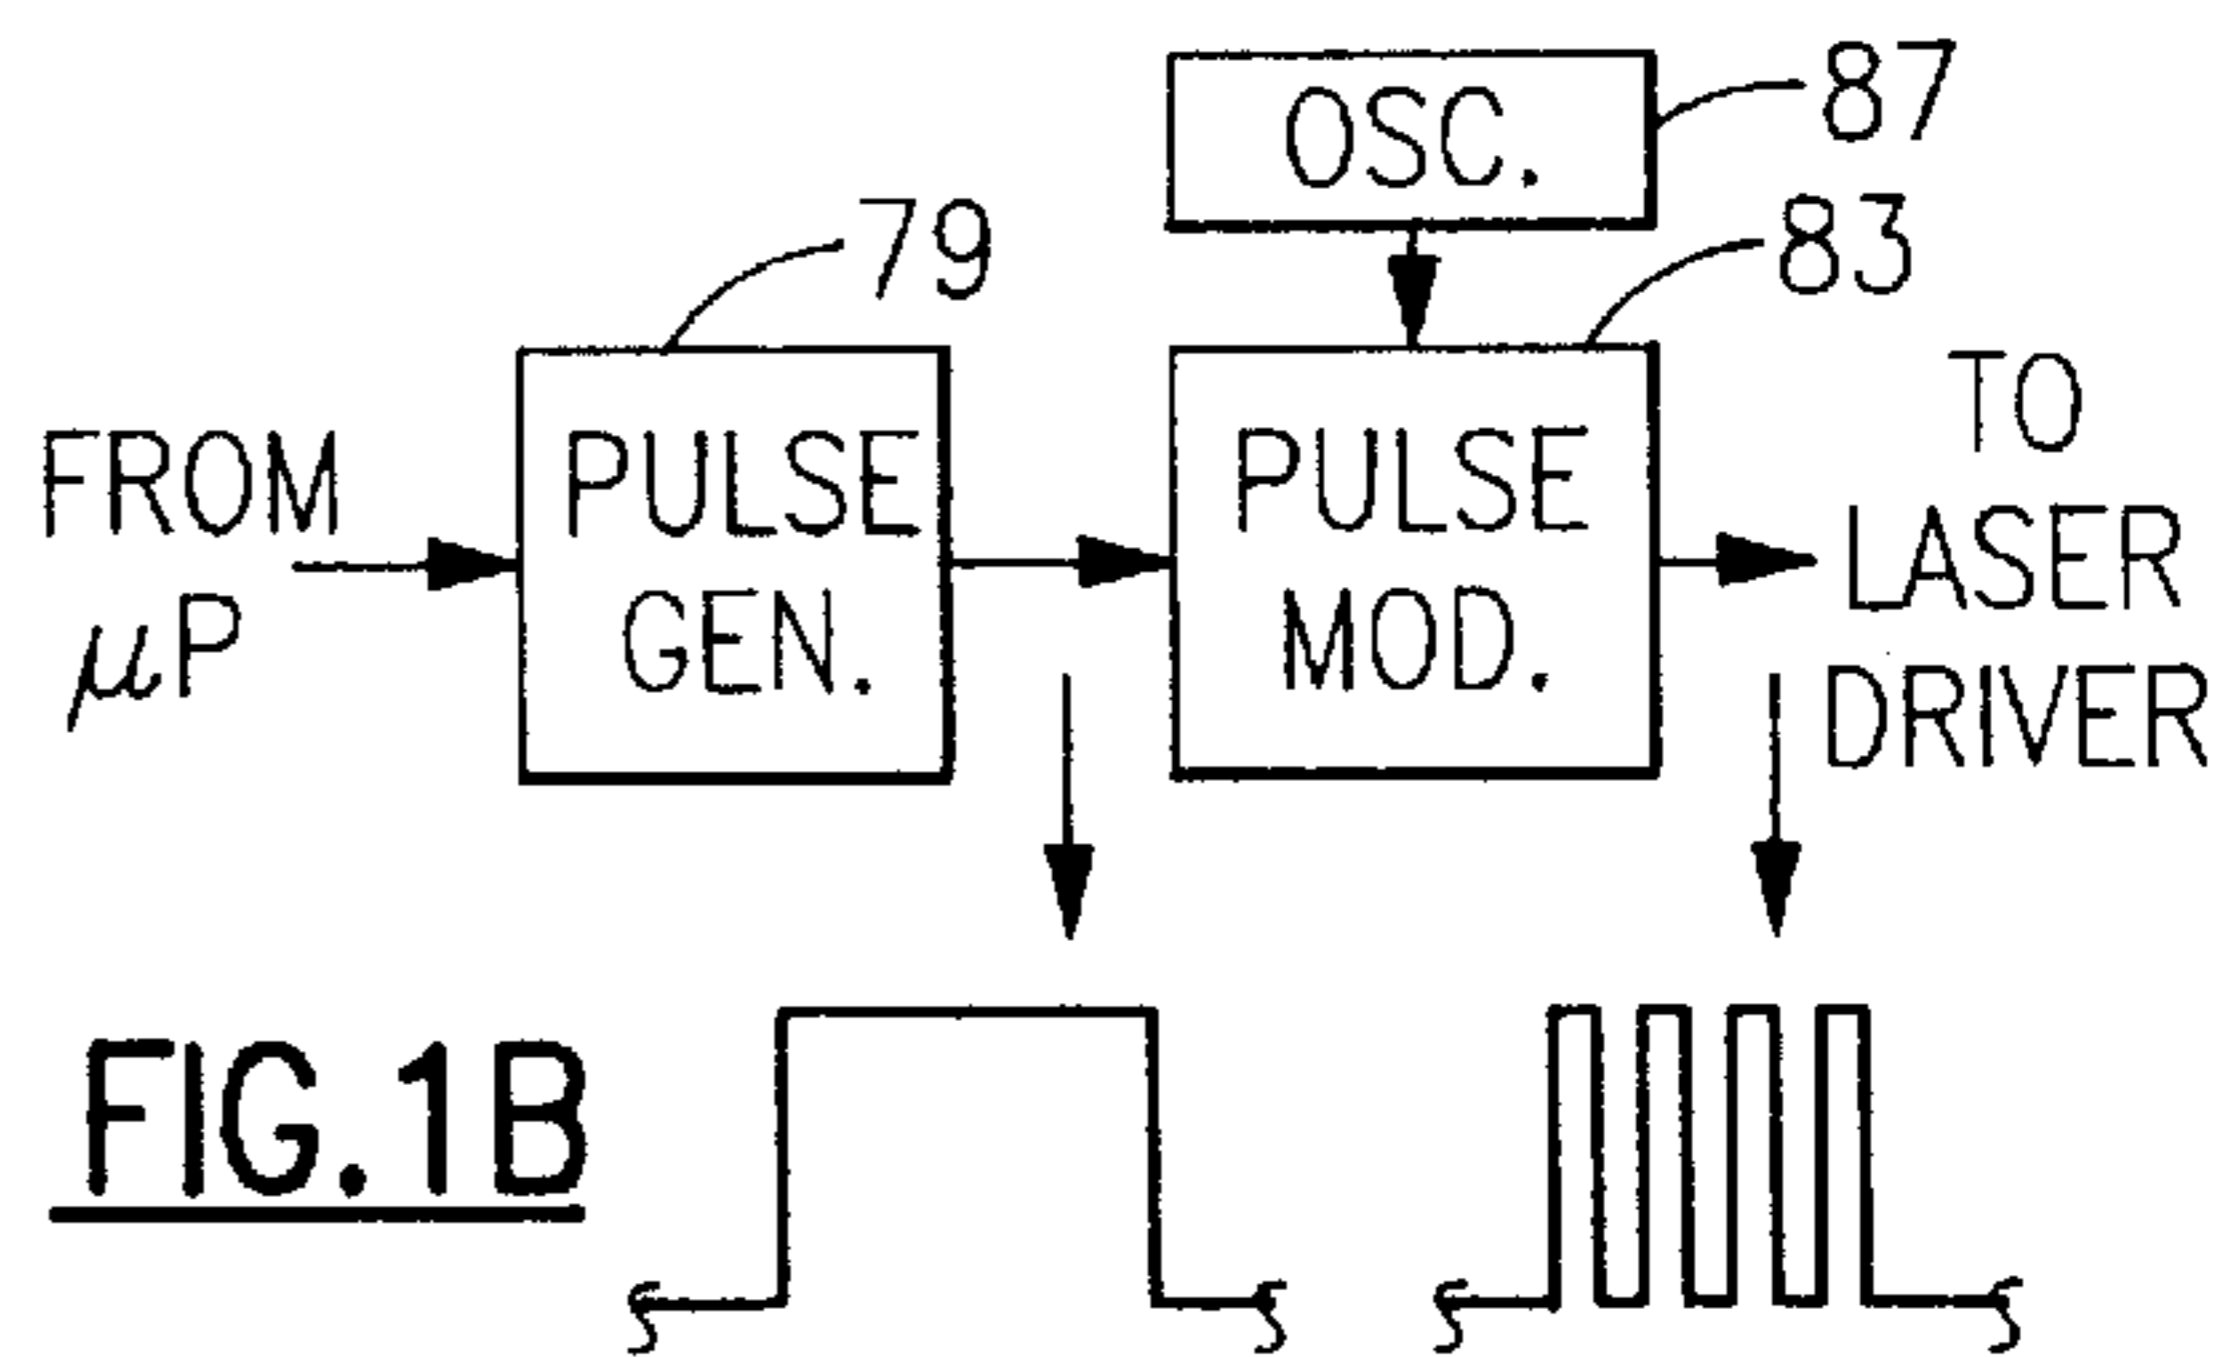 OSC.
87
79
83
FROM
μP
PULSE
GEN.
PULSE
MOD.
TO
LASER
DRIVER
FIG.1B